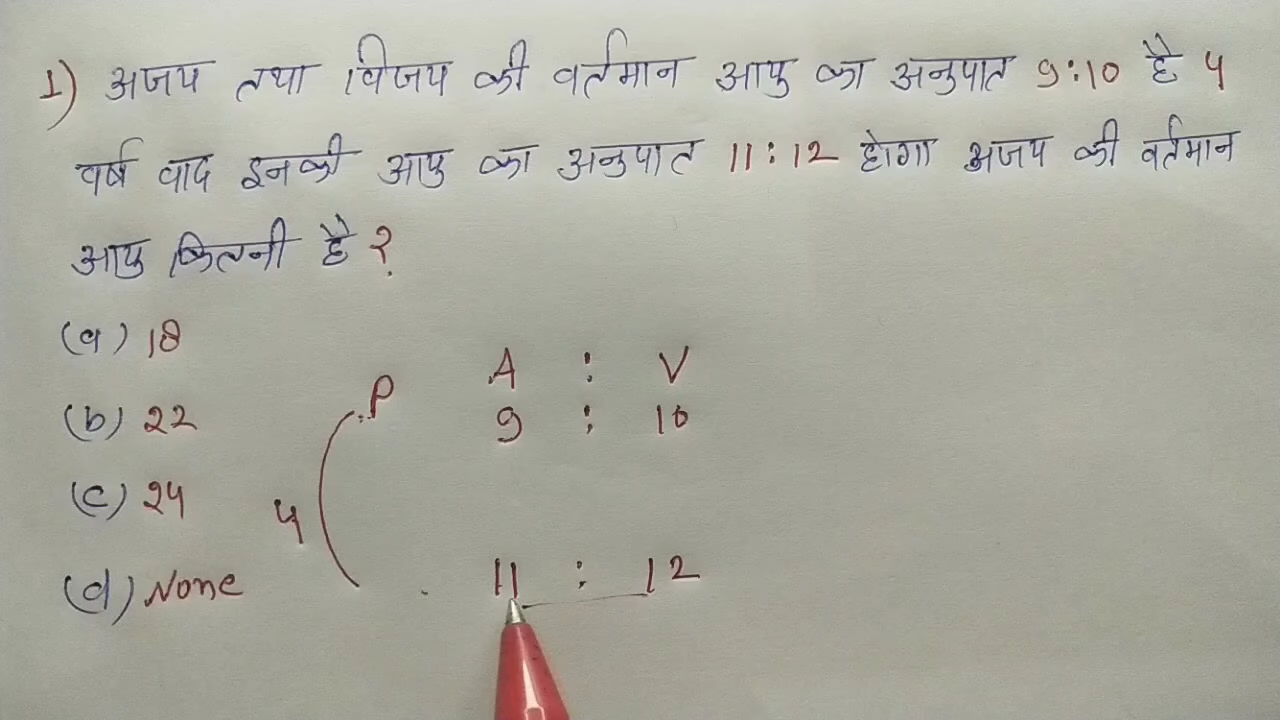 1) अजय तथा विजय की वर्तमान आयु का अनुपात 9:10 है 4
वर्ष बाद इनकी आयु का अनुपात 11:12 होगा अजय की वर्तमान
आयु कितनी है ?
(a) 18
(b) 22
(c) 24
(d) None
A : V
P 9 : 10
4
11 : 12